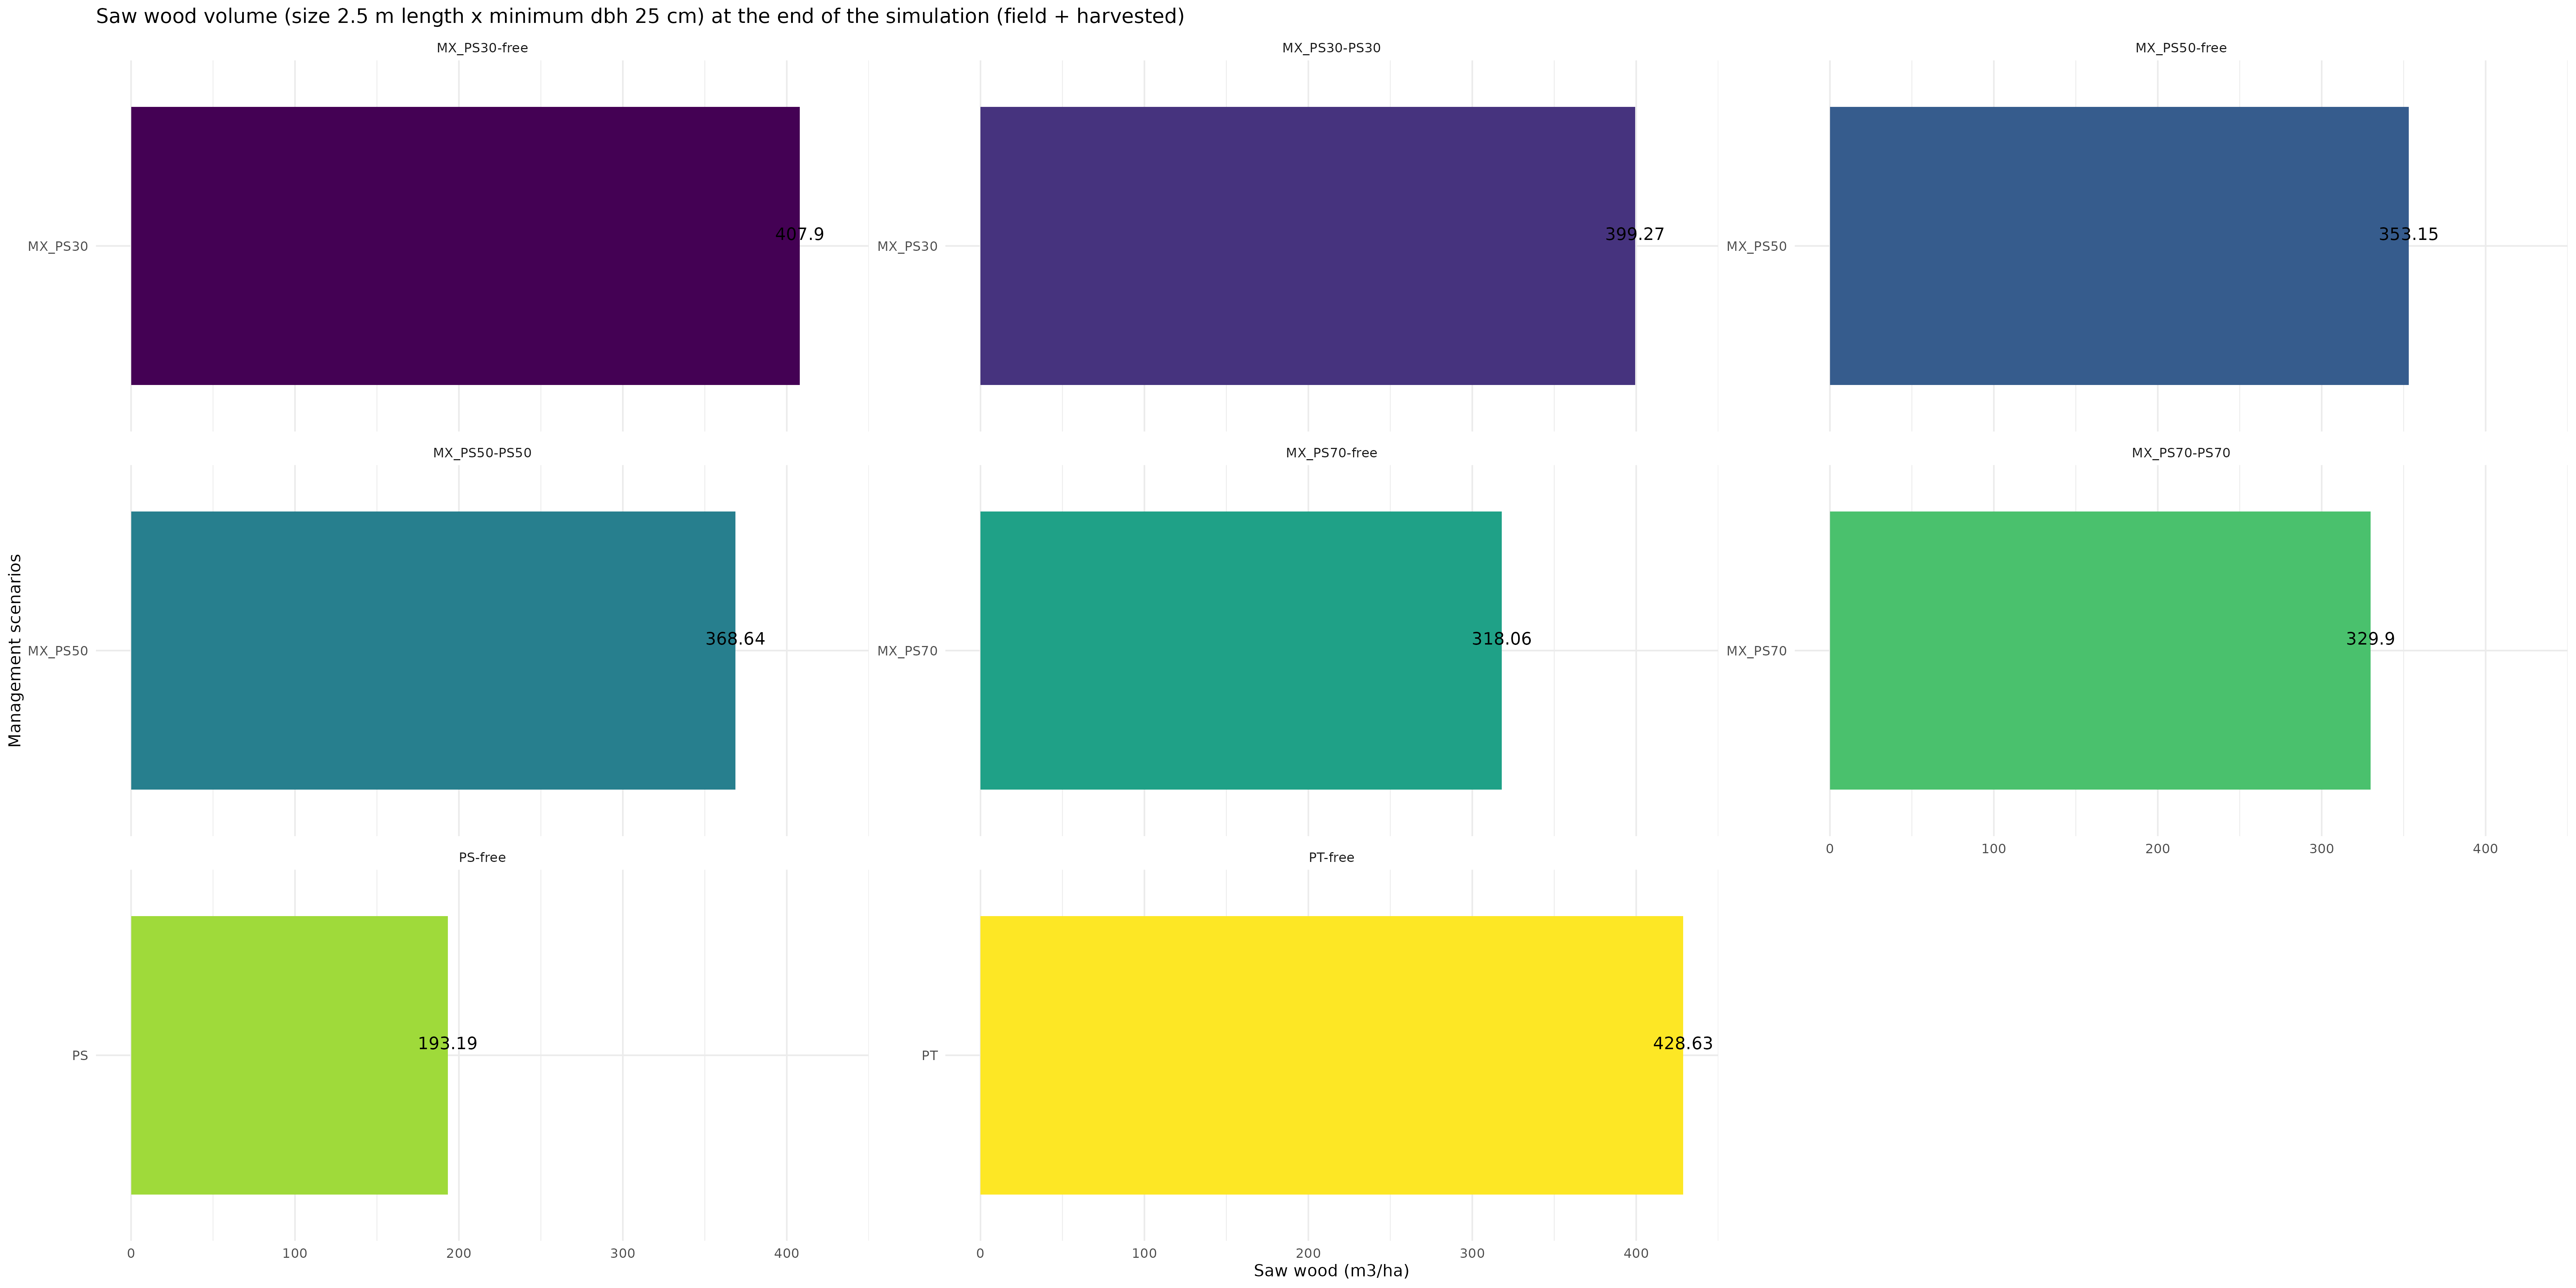 Saw wood volume (size 2.5 m length x minimum dbh 25 cm) at the end of the simulation (field + harvested)
MX_PS30-free
MX_PS30-PS30
MX_PS50-free
MX_PS30
407.9
MX_PS30
399.27
MX_PS50
353.15
MX_PS50-PS50
MX_PS70-free
MX_PS70-PS70
Management scenarios
MX_PS50
368.64
MX_PS70
318.06
MX_PS70
329.9
0 100 200 300 400
PS-free
PT-free
PS
193.19
PT
428.63
0 100 200 300 400
0 100 200 300 400
Saw wood (m3/ha)